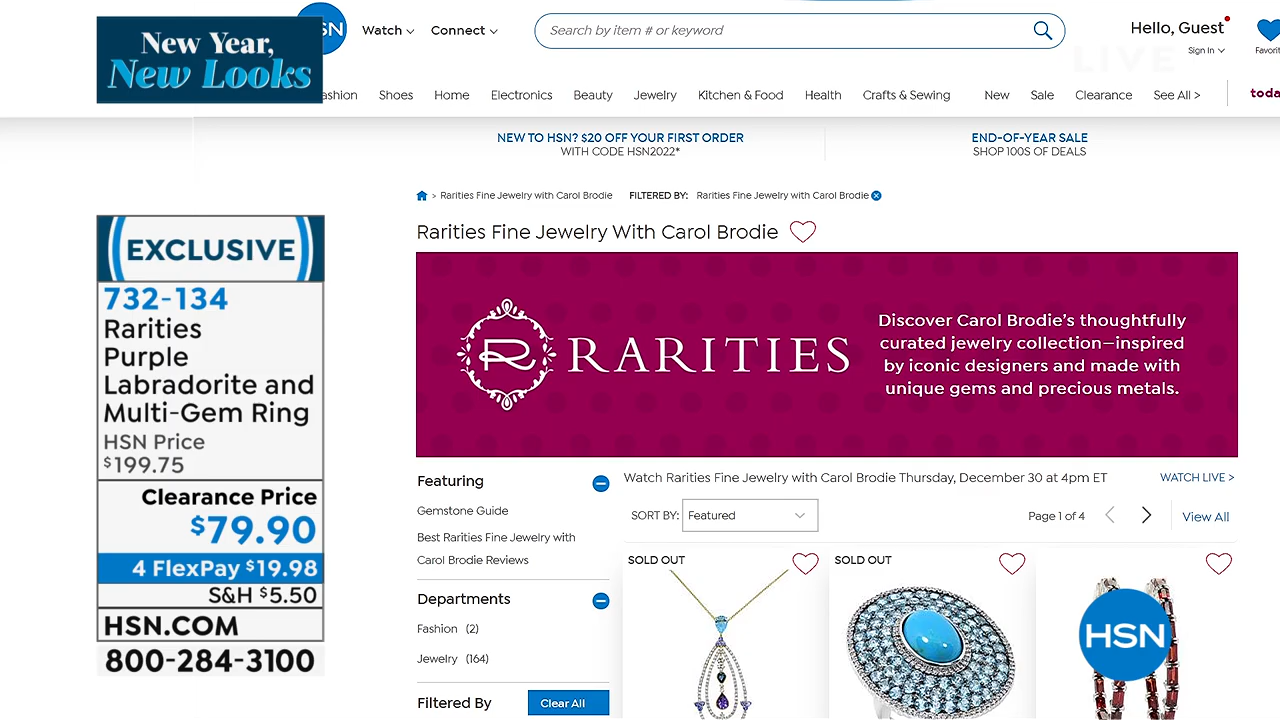 New Year,
New Looks
HSN
Watch
Connect
Search by item # or keyword
Hello, Guest
Sign In
LIVE
Fashion
Shoes
Home
Electronics
Beauty
Jewelry
Kitchen & Food
Health
Crafts & Sewing
New
Sale
Clearance
See All >
NEW TO HSN? $20 OFF YOUR FIRST ORDER
WITH CODE HSN2022*
END-OF-YEAR SALE
SHOP 100S OF DEALS
> Rarities Fine Jewelry with Carol Brodie
FILTERED BY: Rarities Fine Jewelry with Carol Brodie
Rarities Fine Jewelry With Carol Brodie
R RARITIES
Discover Carol Brodie's thoughtfully
curated jewelry collection—inspired
by iconic designers and made with
unique gems and precious metals.
EXCLUSIVE
732-134
Rarities
Purple
Labradorite and
Multi-Gem Ring
HSN Price
$199.75
Clearance Price
$79.90
4 FlexPay $19.98
S&H $5.50
HSN.COM
800-284-3100
Featuring
Gemstone Guide
Best Rarities Fine Jewelry with
Carol Brodie Reviews
Departments
Fashion (2)
Jewelry (164)
Filtered By
Clear All
Watch Rarities Fine Jewelry with Carol Brodie Thursday, December 30 at 4pm ET
WATCH LIVE >
SORT BY: Featured
Page 1 of 4
View All
SOLD OUT
SOLD OUT
HSN